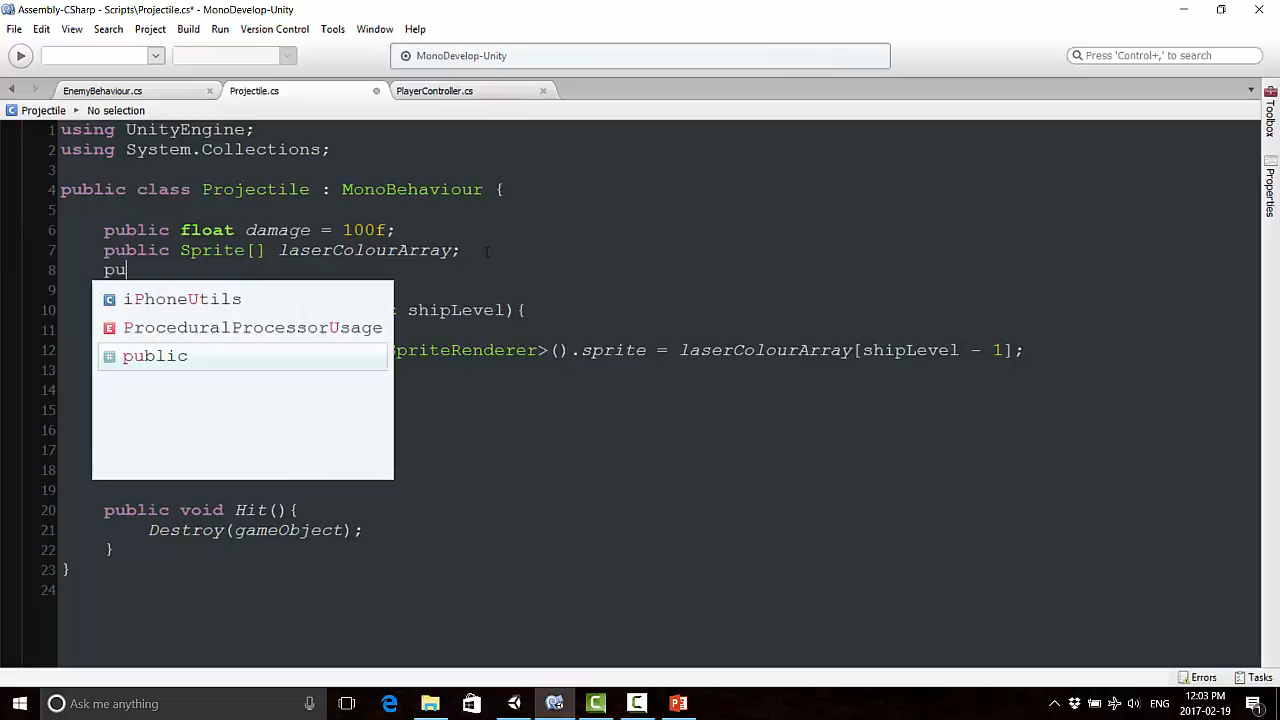 Assembly-CSharp - Scripts\Projectile.cs* - MonoDevelop-Unity
File Edit View Search Project Build Run Version Control Tools Window Help
MonoDevelop-Unity
Press 'Control+,' to search
EnemyBehaviour.cs × Projectile.cs PlayerController.cs ×
Projectile ▸ No selection
1 using UnityEngine;
2 using System.Collections;
3
4 public class Projectile : MonoBehaviour {
5
6 public float damage = 100f;
7 public Sprite[] laserColourArray;
8 pu
9
iPhoneUtils
10 shipLevel){
11 ProceduralProcessorUsage
12 public priteRenderer>().sprite = laserColourArray[shipLevel - 1];
13
14
15
16
17
18
19
20 public void Hit(){
21 Destroy(gameObject);
22 }
23 }
24
Toolbox
Properties
Errors Tasks
Ask me anything
ENG
12:03 PM
2017-02-19